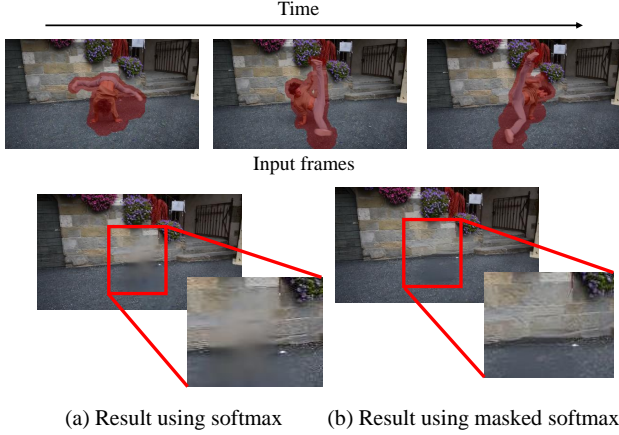 Time
Input frames
(a) Result using softmax
(b) Result using masked softmax